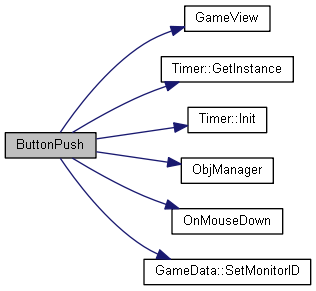 GameView
Timer::GetInstance
Timer::Init
ButtonPush
ObjManager
OnMouseDown
GameData::SetMonitorID